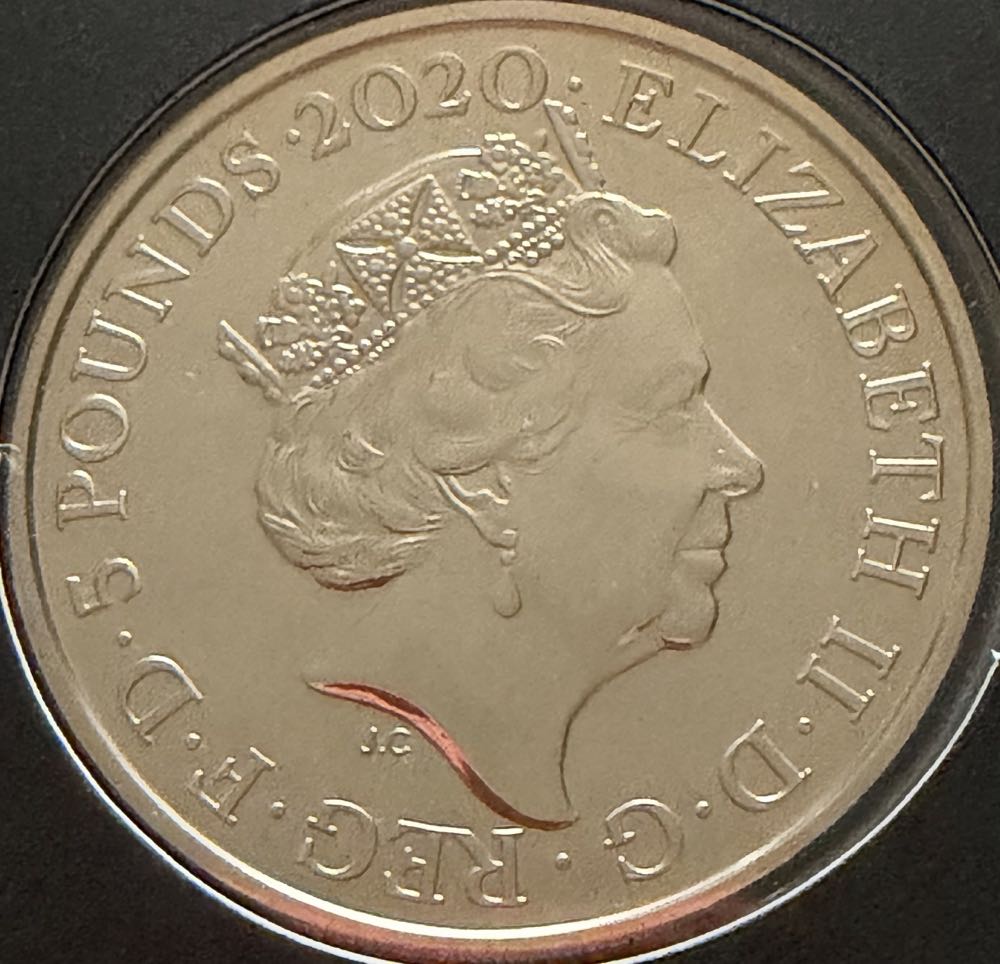 ELIZABETH II · D · G · REG · F · D · 5 POUNDS · 2020 ·
J.C